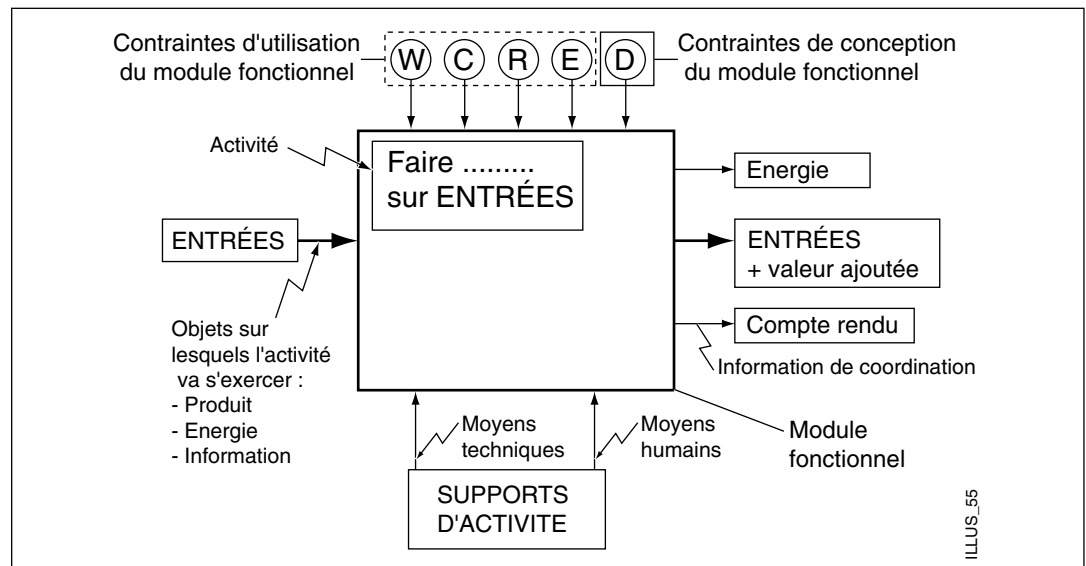 Contraintes d'utilisation
du module fonctionnel
W C R E D
Contraintes de conception
du module fonctionnel
Activité
Faire .........
sur ENTRÉES
ENTRÉES
Energie
ENTRÉES
+ valeur ajoutée
Compte rendu
Information de coordination
Objets sur
lesquels l'activité
va s'exercer :
- Produit
- Energie
- Information
Moyens
techniques
Moyens
humains
Module
fonctionnel
SUPPORTS
D'ACTIVITE
ILLUS_55